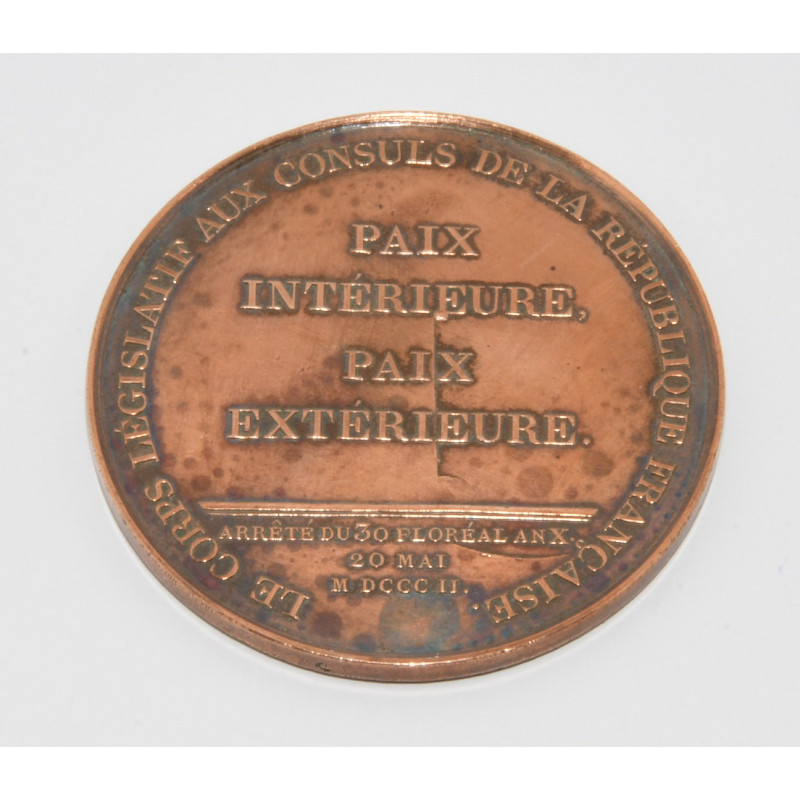 LE CORPS LÉGISLATIF AUX CONSULS DE LA RÉPUBLIQUE FRANÇAISE.
PAIX
INTÉRIEURE,
PAIX
EXTÉRIEURE.
ARRÊTÉ DU 30 FLORÉAL AN X.
20 MAI
M DCCC II.